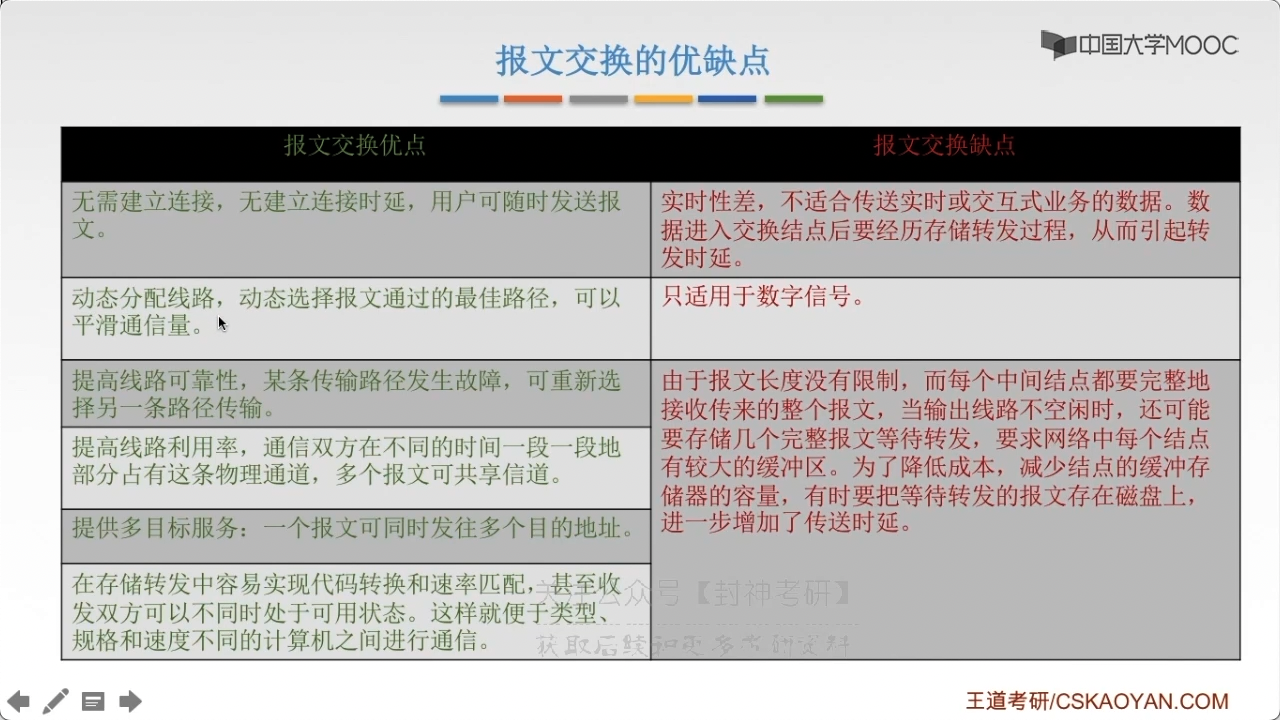 中国大学MOOC
报文交换的优缺点
报文交换优点
报文交换缺点
无需建立连接，无建立连接时延，用户可随时发送报
文。
实时性差，不适合传送实时或交互式业务的数据。数
据进入交换结点后要经历存储转发过程，从而引起转
发时延。
动态分配线路，动态选择报文通过的最佳路径，可以
平滑通信量。
只适用于数字信号。
提高线路可靠性，某条传输路径发生故障，可重新选
择另一条路径传输。
由于报文长度没有限制，而每个中间结点都要完整地
接收传来的整个报文，当输出线路不空闲时，还可能
要存储几个完整报文等待转发，要求网络中每个结点
有较大的缓冲区。为了降低成本，减少结点的缓冲存
储器的容量，有时要把等待转发的报文存在磁盘上，
进一步增加了传送时延。
提高线路利用率，通信双方在不同的时间一段一段地
部分占有这条物理通道，多个报文可共享信道。
提供多目标服务：一个报文可同时发往多个目的地址。
在存储转发中容易实现代码转换和速率匹配，甚至收
发双方可以不同时处于可用状态。这样就便于类型、
规格和速度不同的计算机之间进行通信。
公众号【封神考研】
王道考研/CSKAOYAN.COM